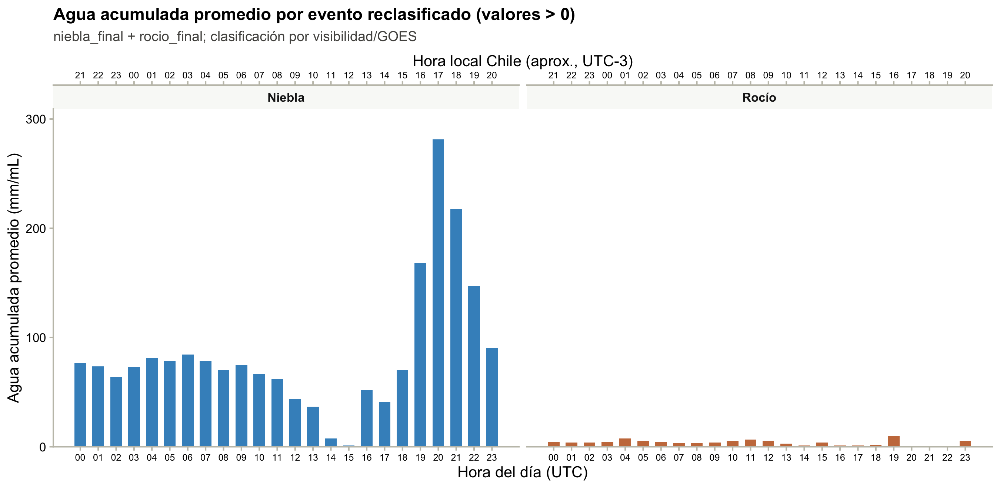 Agua acumulada promedio por evento reclasificado (valores > 0)
niebla_final + rocio_final; clasificación por visibilidad/GOES
Hora local Chile (aprox., UTC-3)
21 22 23 00 01 02 03 04 05 06 07 08 09 10 11 12 13 14 15 16 17 18 19 20
21 22 23 00 01 02 03 04 05 06 07 08 09 10 11 12 13 14 15 16 17 18 19 20
Niebla
Rocío
Agua acumulada promedio (mm/mL)
300
200
100
0
00 01 02 03 04 05 06 07 08 09 10 11 12 13 14 15 16 17 18 19 20 21 22 23
00 01 02 03 04 05 06 07 08 09 10 11 12 13 14 15 16 17 18 19 20 21 22 23
Hora del día (UTC)